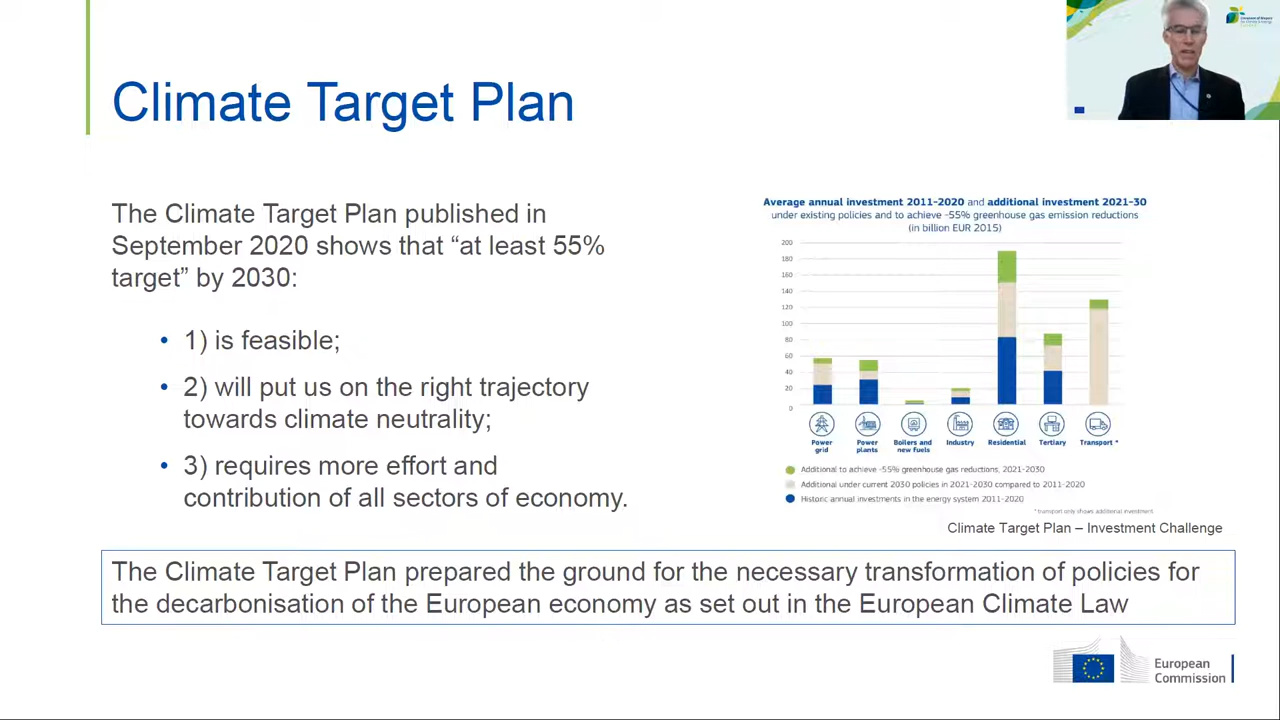 Climate Target Plan
The Climate Target Plan published in
September 2020 shows that “at least 55%
target” by 2030:
• 1) is feasible;
• 2) will put us on the right trajectory
towards climate neutrality;
• 3) requires more effort and
contribution of all sectors of economy.
Average annual investment 2011-2020 and additional investment 2021-30
under existing policies and to achieve -55% greenhouse gas emission reductions
(in billion EUR 2015)
200
180
160
140
120
100
80
60
40
20
0
Power grid
Power plants
Boilers and new fuels
Industry
Residential
Tertiary
Transport *
Additional to achieve -55% greenhouse gas reductions, 2021-2030
Additional under current 2030 policies in 2021-2030 compared to 2011-2020
Historic annual investments in the energy system 2011-2020
* transport only shows additional investment
Climate Target Plan – Investment Challenge
The Climate Target Plan prepared the ground for the necessary transformation of policies for
the decarbonisation of the European economy as set out in the European Climate Law
European
Commission